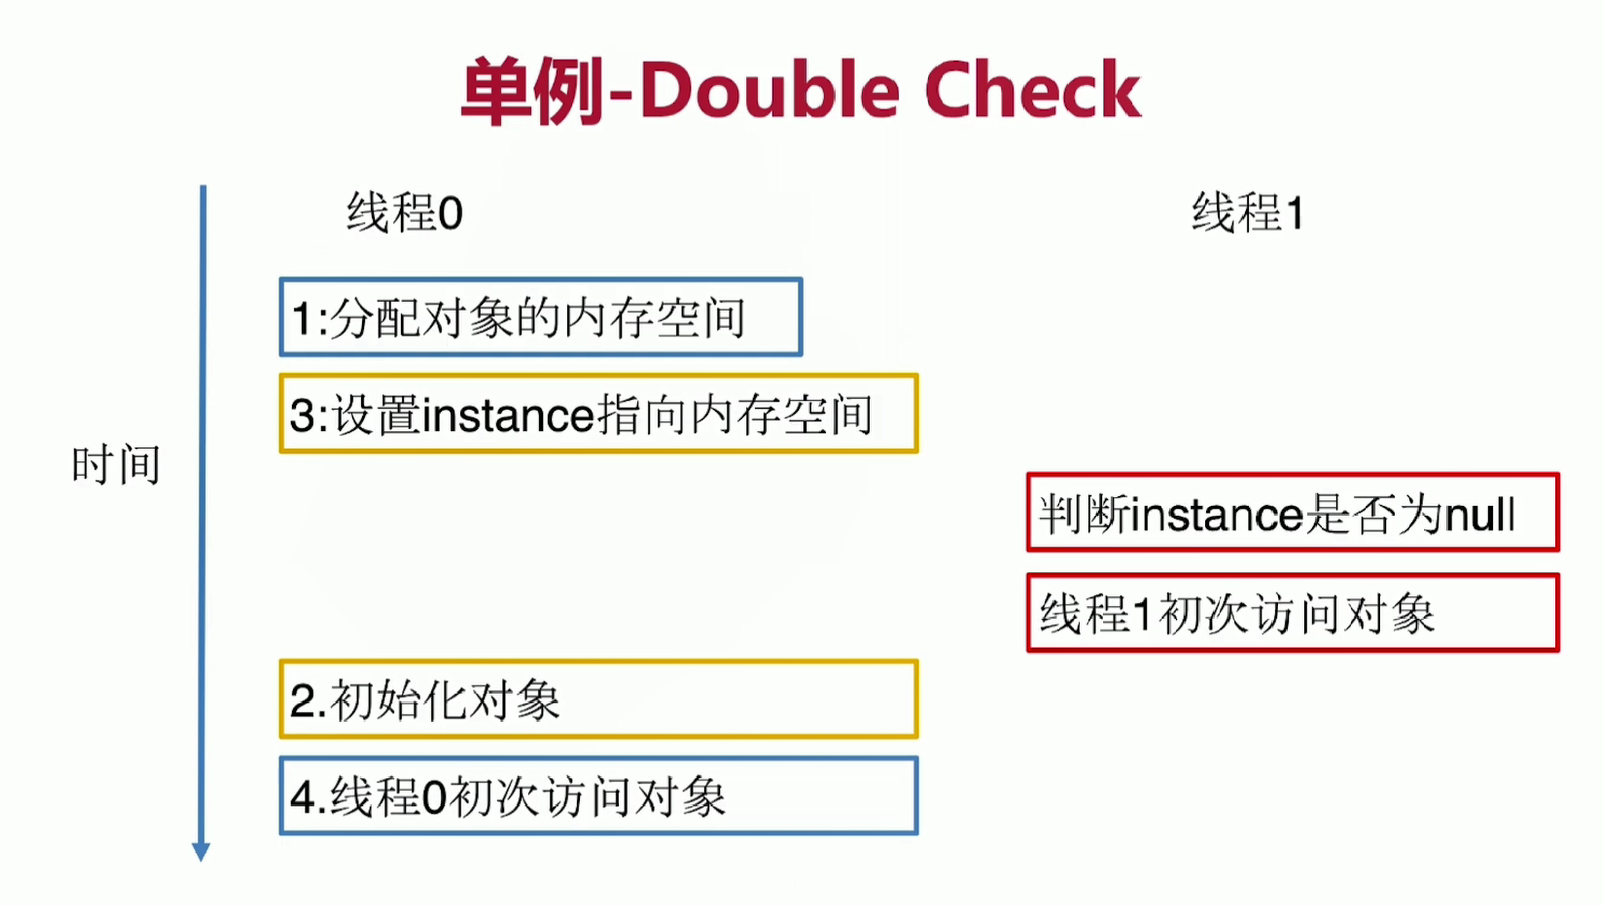 单例-Double Check
线程0
线程1
1:分配对象的内存空间
3:设置instance指向内存空间
时间
判断instance是否为null
线程1初次访问对象
2.初始化对象
4.线程0初次访问对象